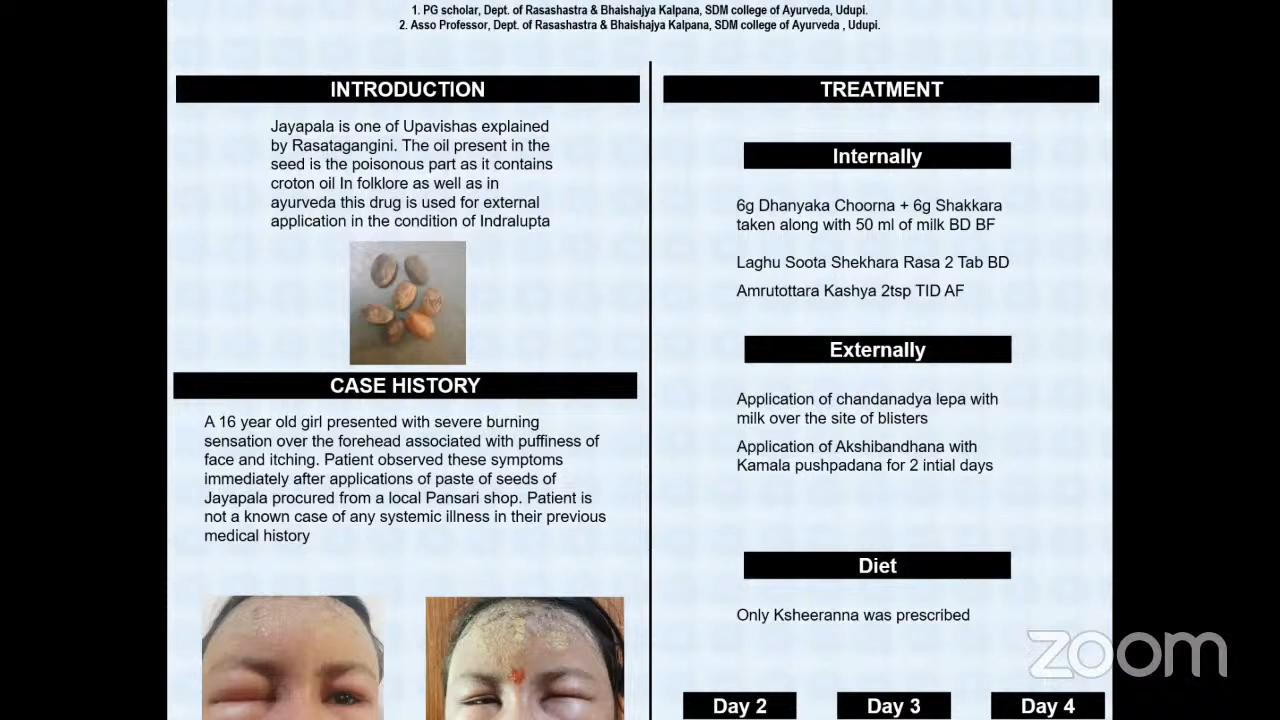 1. PG scholar, Dept. of Rasashastra & Bhaishajya Kalpana, SDM college of Ayurveda, Udupi.
2. Asso Professor, Dept. of Rasashastra & Bhaishajya Kalpana, SDM college of Ayurveda , Udupi.
INTRODUCTION
Jayapala is one of Upavishas explained
by Rasatagangini. The oil present in the
seed is the poisonous part as it contains
croton oil In folklore as well as in
ayurveda this drug is used for external
application in the condition of Indralupta
CASE HISTORY
A 16 year old girl presented with severe burning
sensation over the forehead associated with puffiness of
face and itching. Patient observed these symptoms
immediately after applications of paste of seeds of
Jayapala procured from a local Pansari shop. Patient is
not a known case of any systemic illness in their previous
medical history
TREATMENT
Internally
6g Dhanyaka Choorna + 6g Shakkara
taken along with 50 ml of milk BD BF
Laghu Soota Shekhara Rasa 2 Tab BD
Amrutottara Kashya 2tsp TID AF
Externally
Application of chandanadya lepa with
milk over the site of blisters
Application of Akshibandhana with
Kamala pushpadana for 2 intial days
Diet
Only Ksheeranna was prescribed
Day 2
Day 3
Day 4
zoom